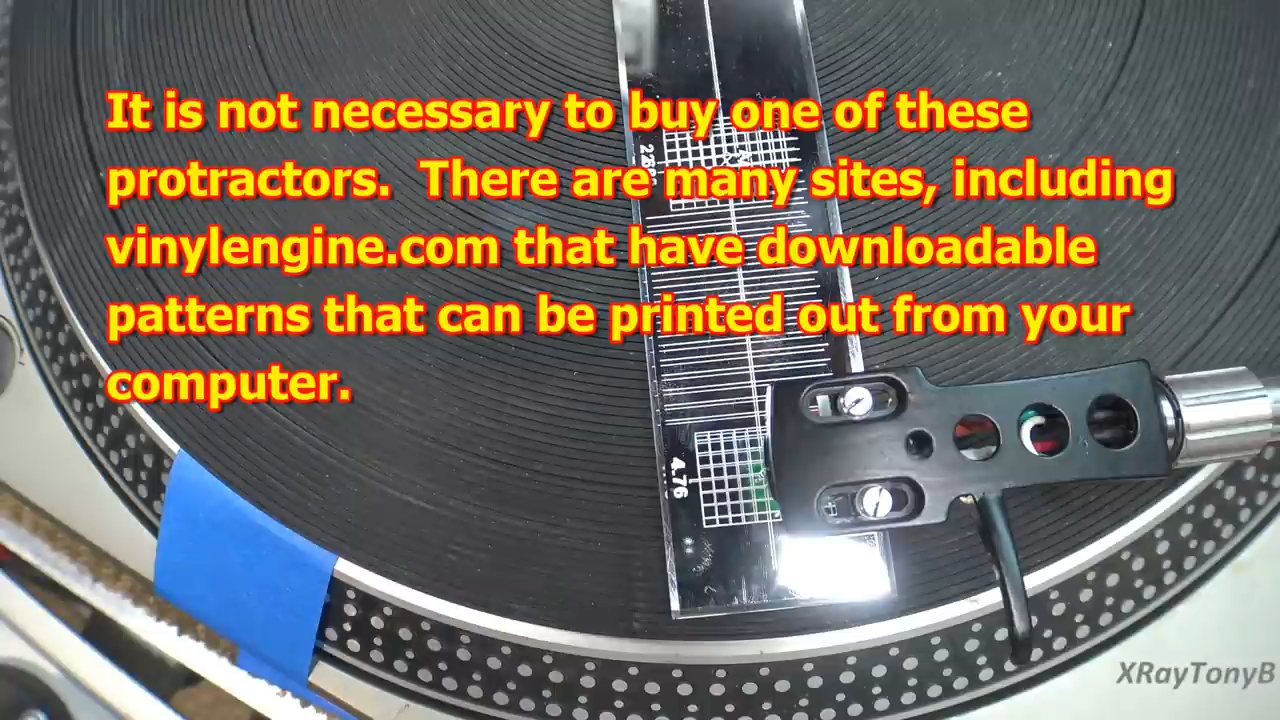 It is not necessary to buy one of these
protractors. There are many sites, including
vinylengine.com that have downloadable
patterns that can be printed out from your
computer.
4.76
XRayTonyB